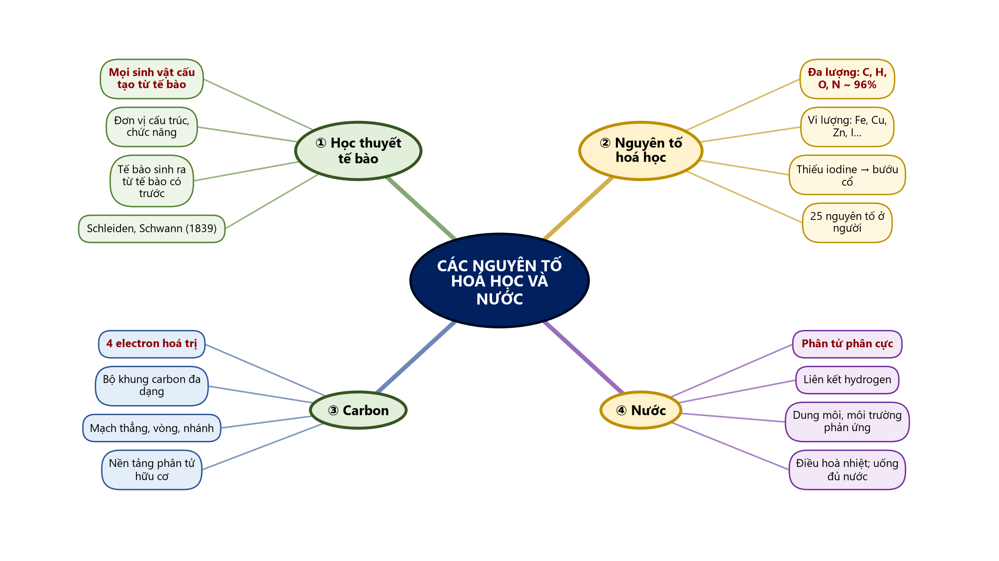 Mọi sinh vật cấu
tạo từ tế bào
Đơn vị cấu trúc,
chức năng
Tế bào sinh ra
từ tế bào có
trước
Schleiden, Schwann (1839)
① Học thuyết
tế bào
② Nguyên tố
hoá học
Đa lượng: C, H,
O, N ~ 96%
Vi lượng: Fe, Cu,
Zn, I...
Thiếu iodine → bướu
cổ
25 nguyên tố ở
người
CÁC NGUYÊN TỐ
HOÁ HỌC VÀ
NƯỚC
4 electron hoá trị
Bộ khung carbon đa
dạng
Mạch thẳng, vòng, nhánh
Nền tảng phân tử
hữu cơ
③ Carbon
④ Nước
Phân tử phân cực
Liên kết hydrogen
Dung môi, môi trường
phản ứng
Điều hoà nhiệt; uống
đủ nước